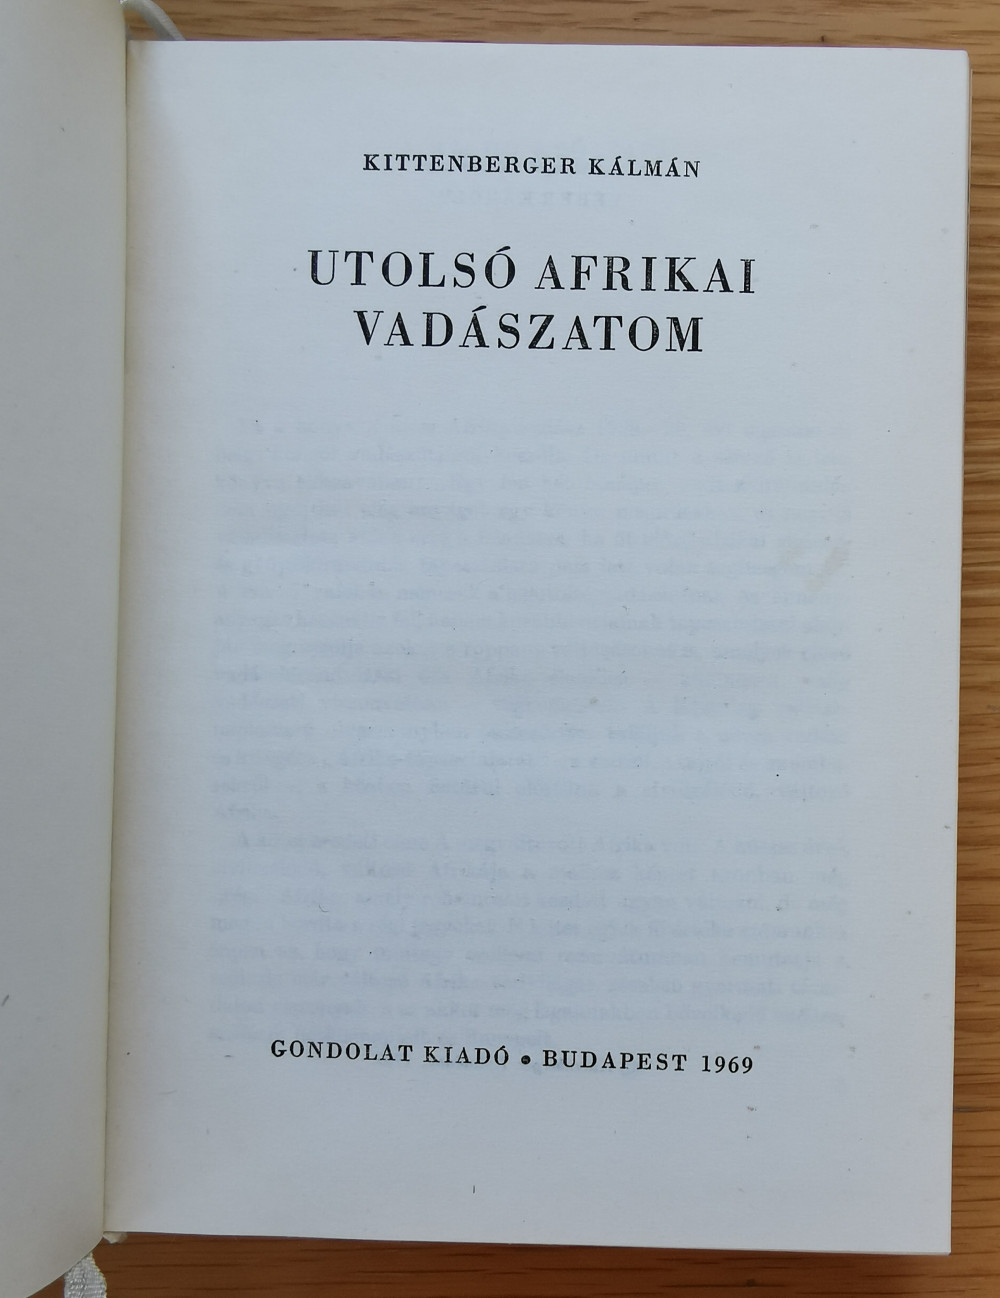 KITTENBERGER KÁLMÁN
UTOLSÓ AFRIKAI
VADÁSZATOM
GONDOLAT KIADÓ • BUDAPEST 1969